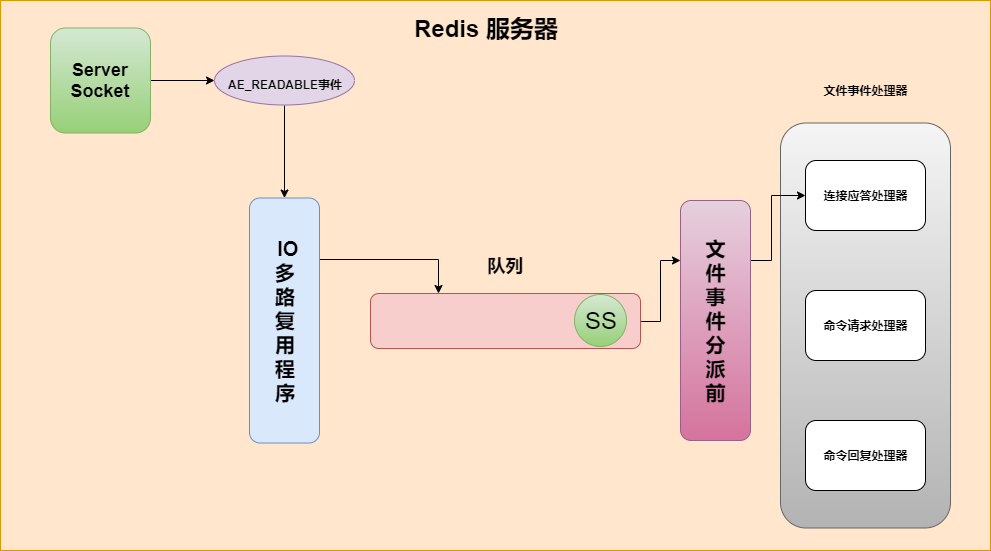 Redis 服务器
Server
Socket
AE_READABLE事件
文件事件处理器
连接应答处理器
IO
多
路
复
用
程
序
队列
SS
文
件
事
件
分
派
前
命令请求处理器
命令回复处理器